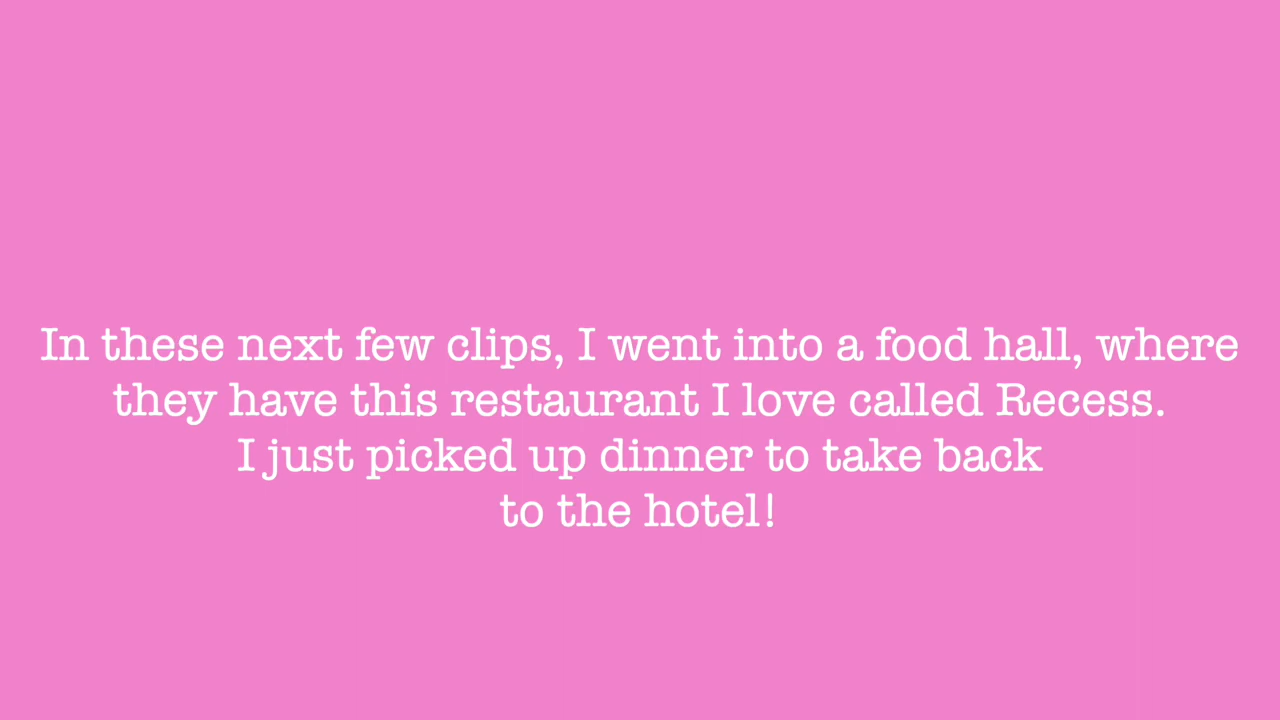 In these next few clips, I went into a food hall, where
they have this restaurant I love called Recess.
I just picked up dinner to take back
to the hotel!